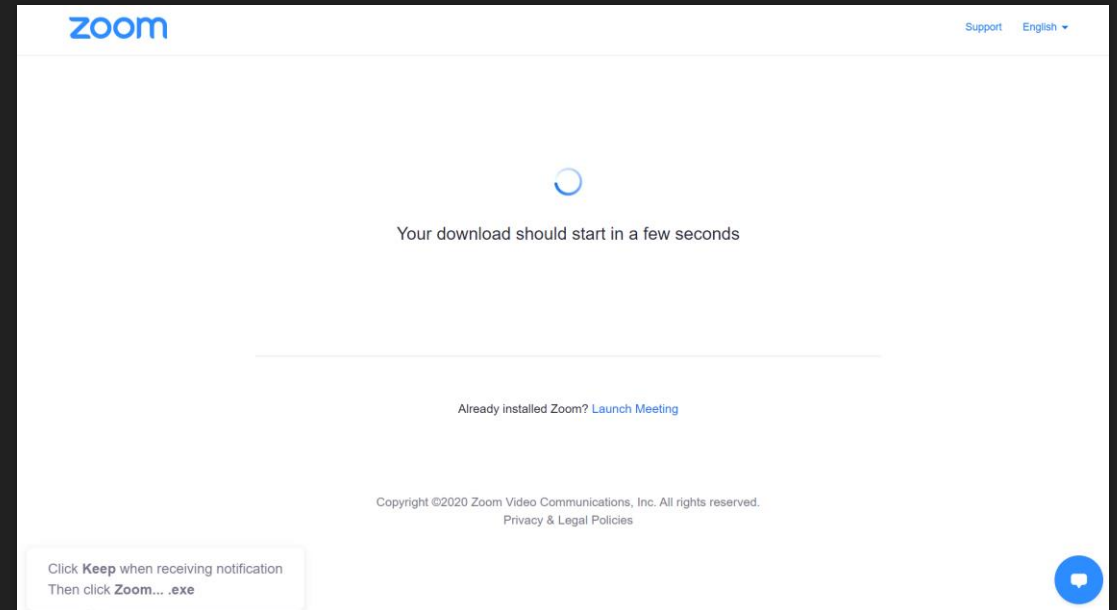 zoom
Support English
Your download should start in a few seconds
Already installed Zoom? Launch Meeting
Copyright ©2020 Zoom Video Communications, Inc. All rights reserved.
Privacy & Legal Policies
Click Keep when receiving notification
Then click Zoom... .exe